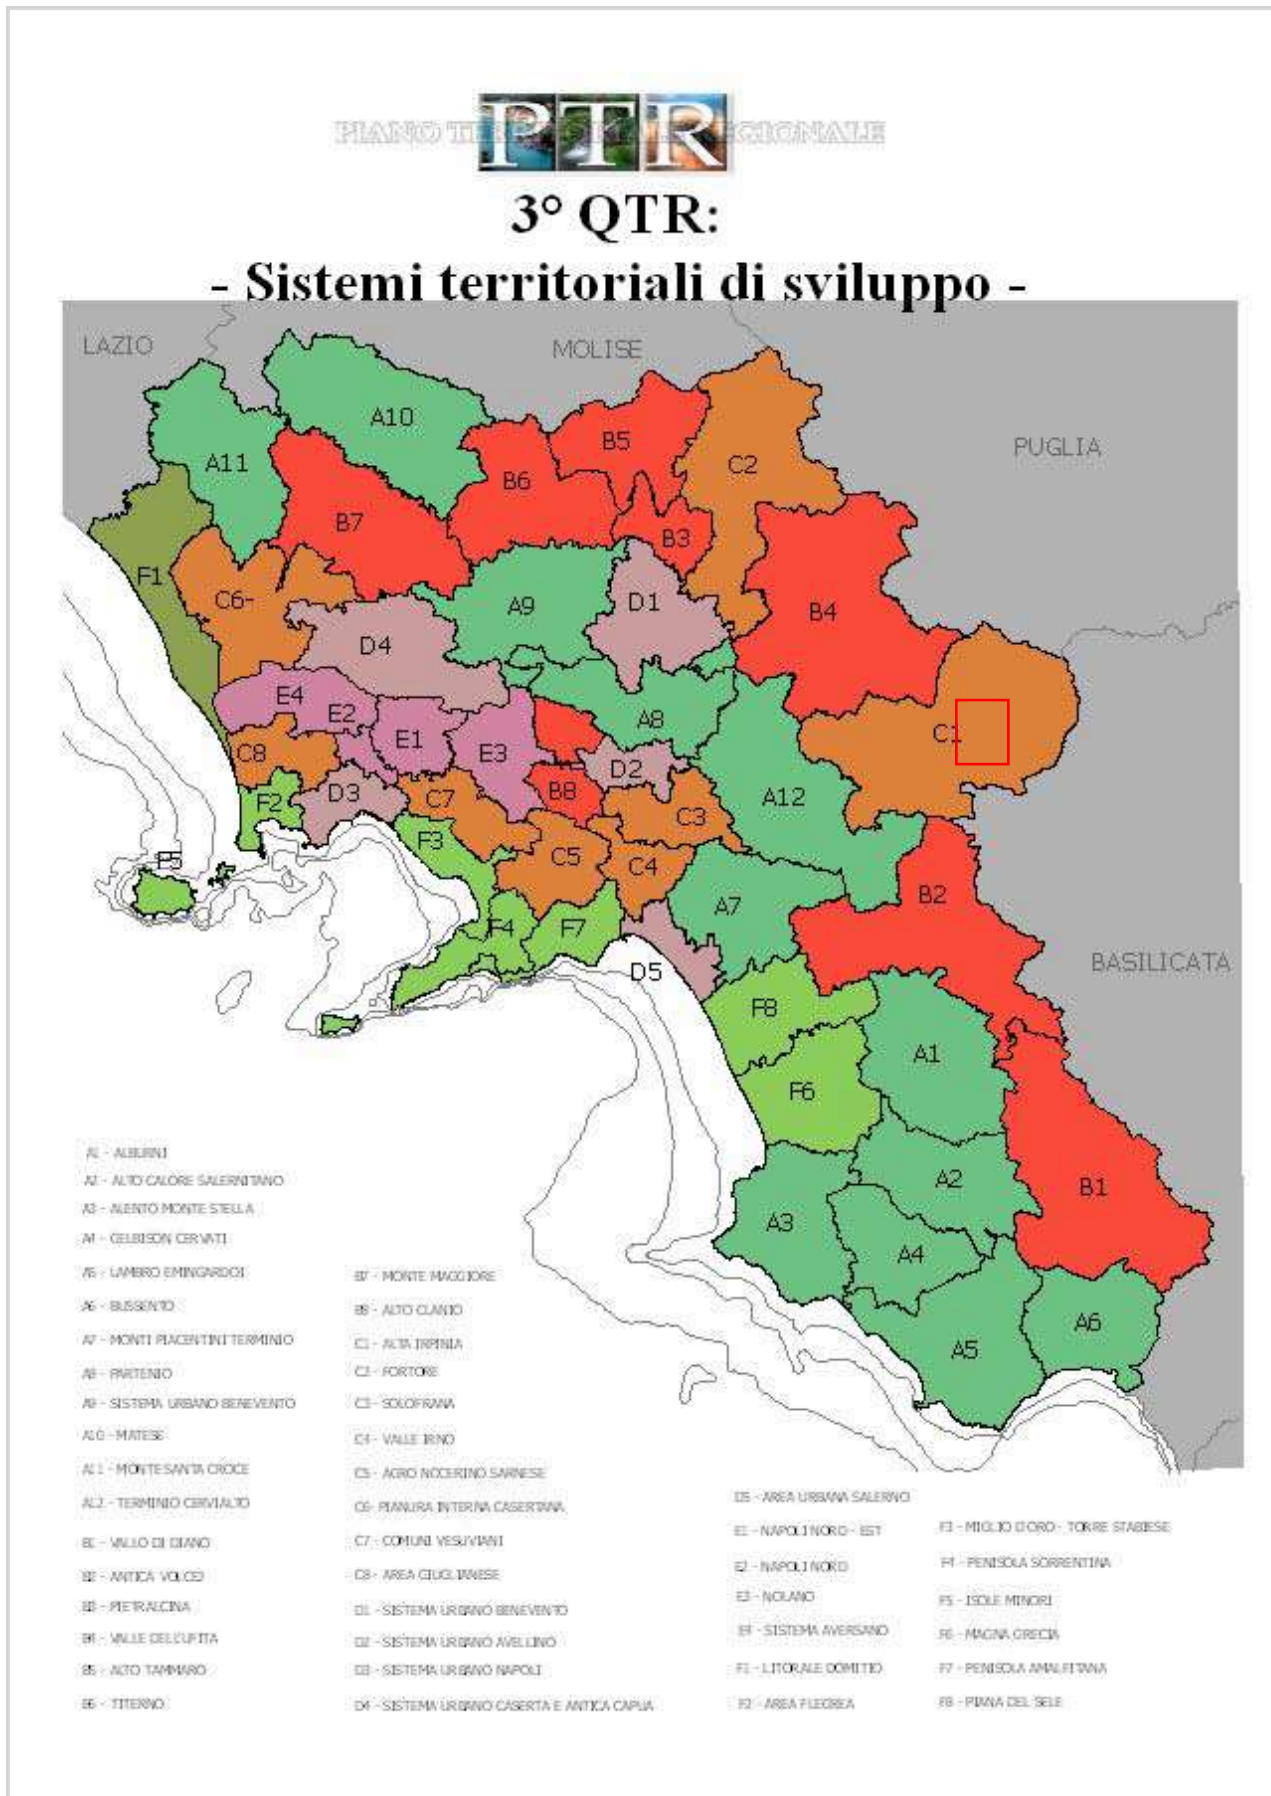 PIANO TERRITORIALE REGIONALE
PTR
3° QTR:
- Sistemi territoriali di sviluppo -
LAZIO
MOLISE
PUGLIA
BASILICATA
A10
A11
B5
C2
B6
B7
B3
F1
C6-
A9
D1
B4
D4
E4
E2
E1
E3
A8
C1
C8
D2
F2
D3
C7
B8
A12
C3
F3
C5
C4
F5
B2
A7
F4
F7
D5
F8
A1
F6
A2
B1
A3
A4
A6
A5
A1 - ALBURNI
A2 - ALTO CALORE SALERNITANO
A3 - ALENTO MONTE STELLA
A4 - GELBISON CERVATI
A5 - LAMBRO EMINGARDOI
A6 - BUSSENTO
A7 - MONTI PIACENTINI TERMINIO
A8 - PARTENIO
A9 - SISTEMA URBANO BENEVENTO
A10 - MATESE
A11 - MONTE SANTA CROCE
A12 - TERMINIO CERVIALTO
B1 - VALLO DI DIANO
B2 - ANTICA VOLCEI
B3 - PIETRALCINA
B4 - VALLE DELL'UFITA
B5 - ALTO TAMMARO
B6 - TITERNO
B7 - MONTE MAGGIORE
B8 - ALTO CLANIO
C1 - ALTA IRPINIA
C2 - FORTORE
C3 - SOLOFRANA
C4 - VALLE IRNO
C5 - AGRO NOCERINO SARNESE
C6- PIANURA INTERNA CASERTANA
C7 - COMUNI VESUVIANI
C8 - AREA GIUGLIANESE
D1 - SISTEMA URBANO BENEVENTO
D2 - SISTEMA URBANO AVELLINO
D3 - SISTEMA URBANO NAPOLI
D4 - SISTEMA URBANO CASERTA E ANTICA CAPUA
D5 - AREA URBANA SALERNO
E1 - NAPOLI NORD - EST
E2 - NAPOLI NORD
E3 - NOLANO
E4 - SISTEMA AVERSANO
F1 - LITORALE DOMITIO
F2 - AREA FLEGREA
F3 - MIGLIO D'ORO - TORRE STABIESE
F4 - PENISOLA SORRENTINA
F5 - ISOLE MINORI
F6 - MAGNA GRECIA
F7 - PENISOLA AMALFITANA
F8 - PIANA DEL SELE